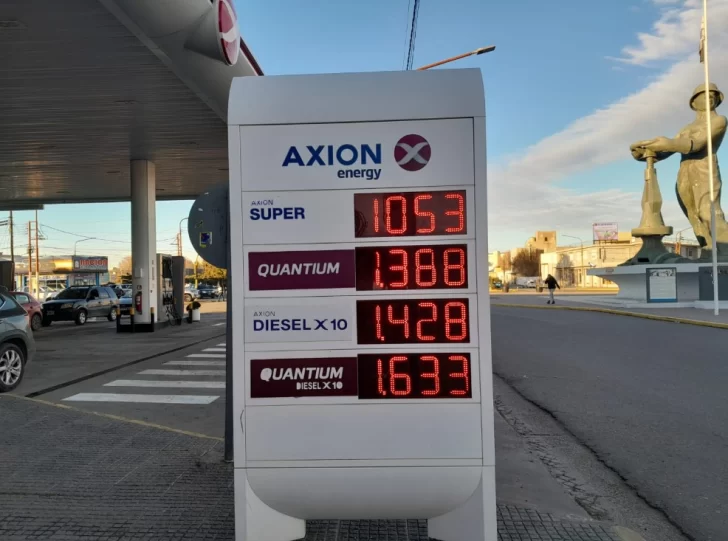 AXION
energy
AXION
SUPER 1053
QUANTIUM 1.388
AXION
DIESEL X10 1.428
QUANTIUM 1.633
DIESEL X10